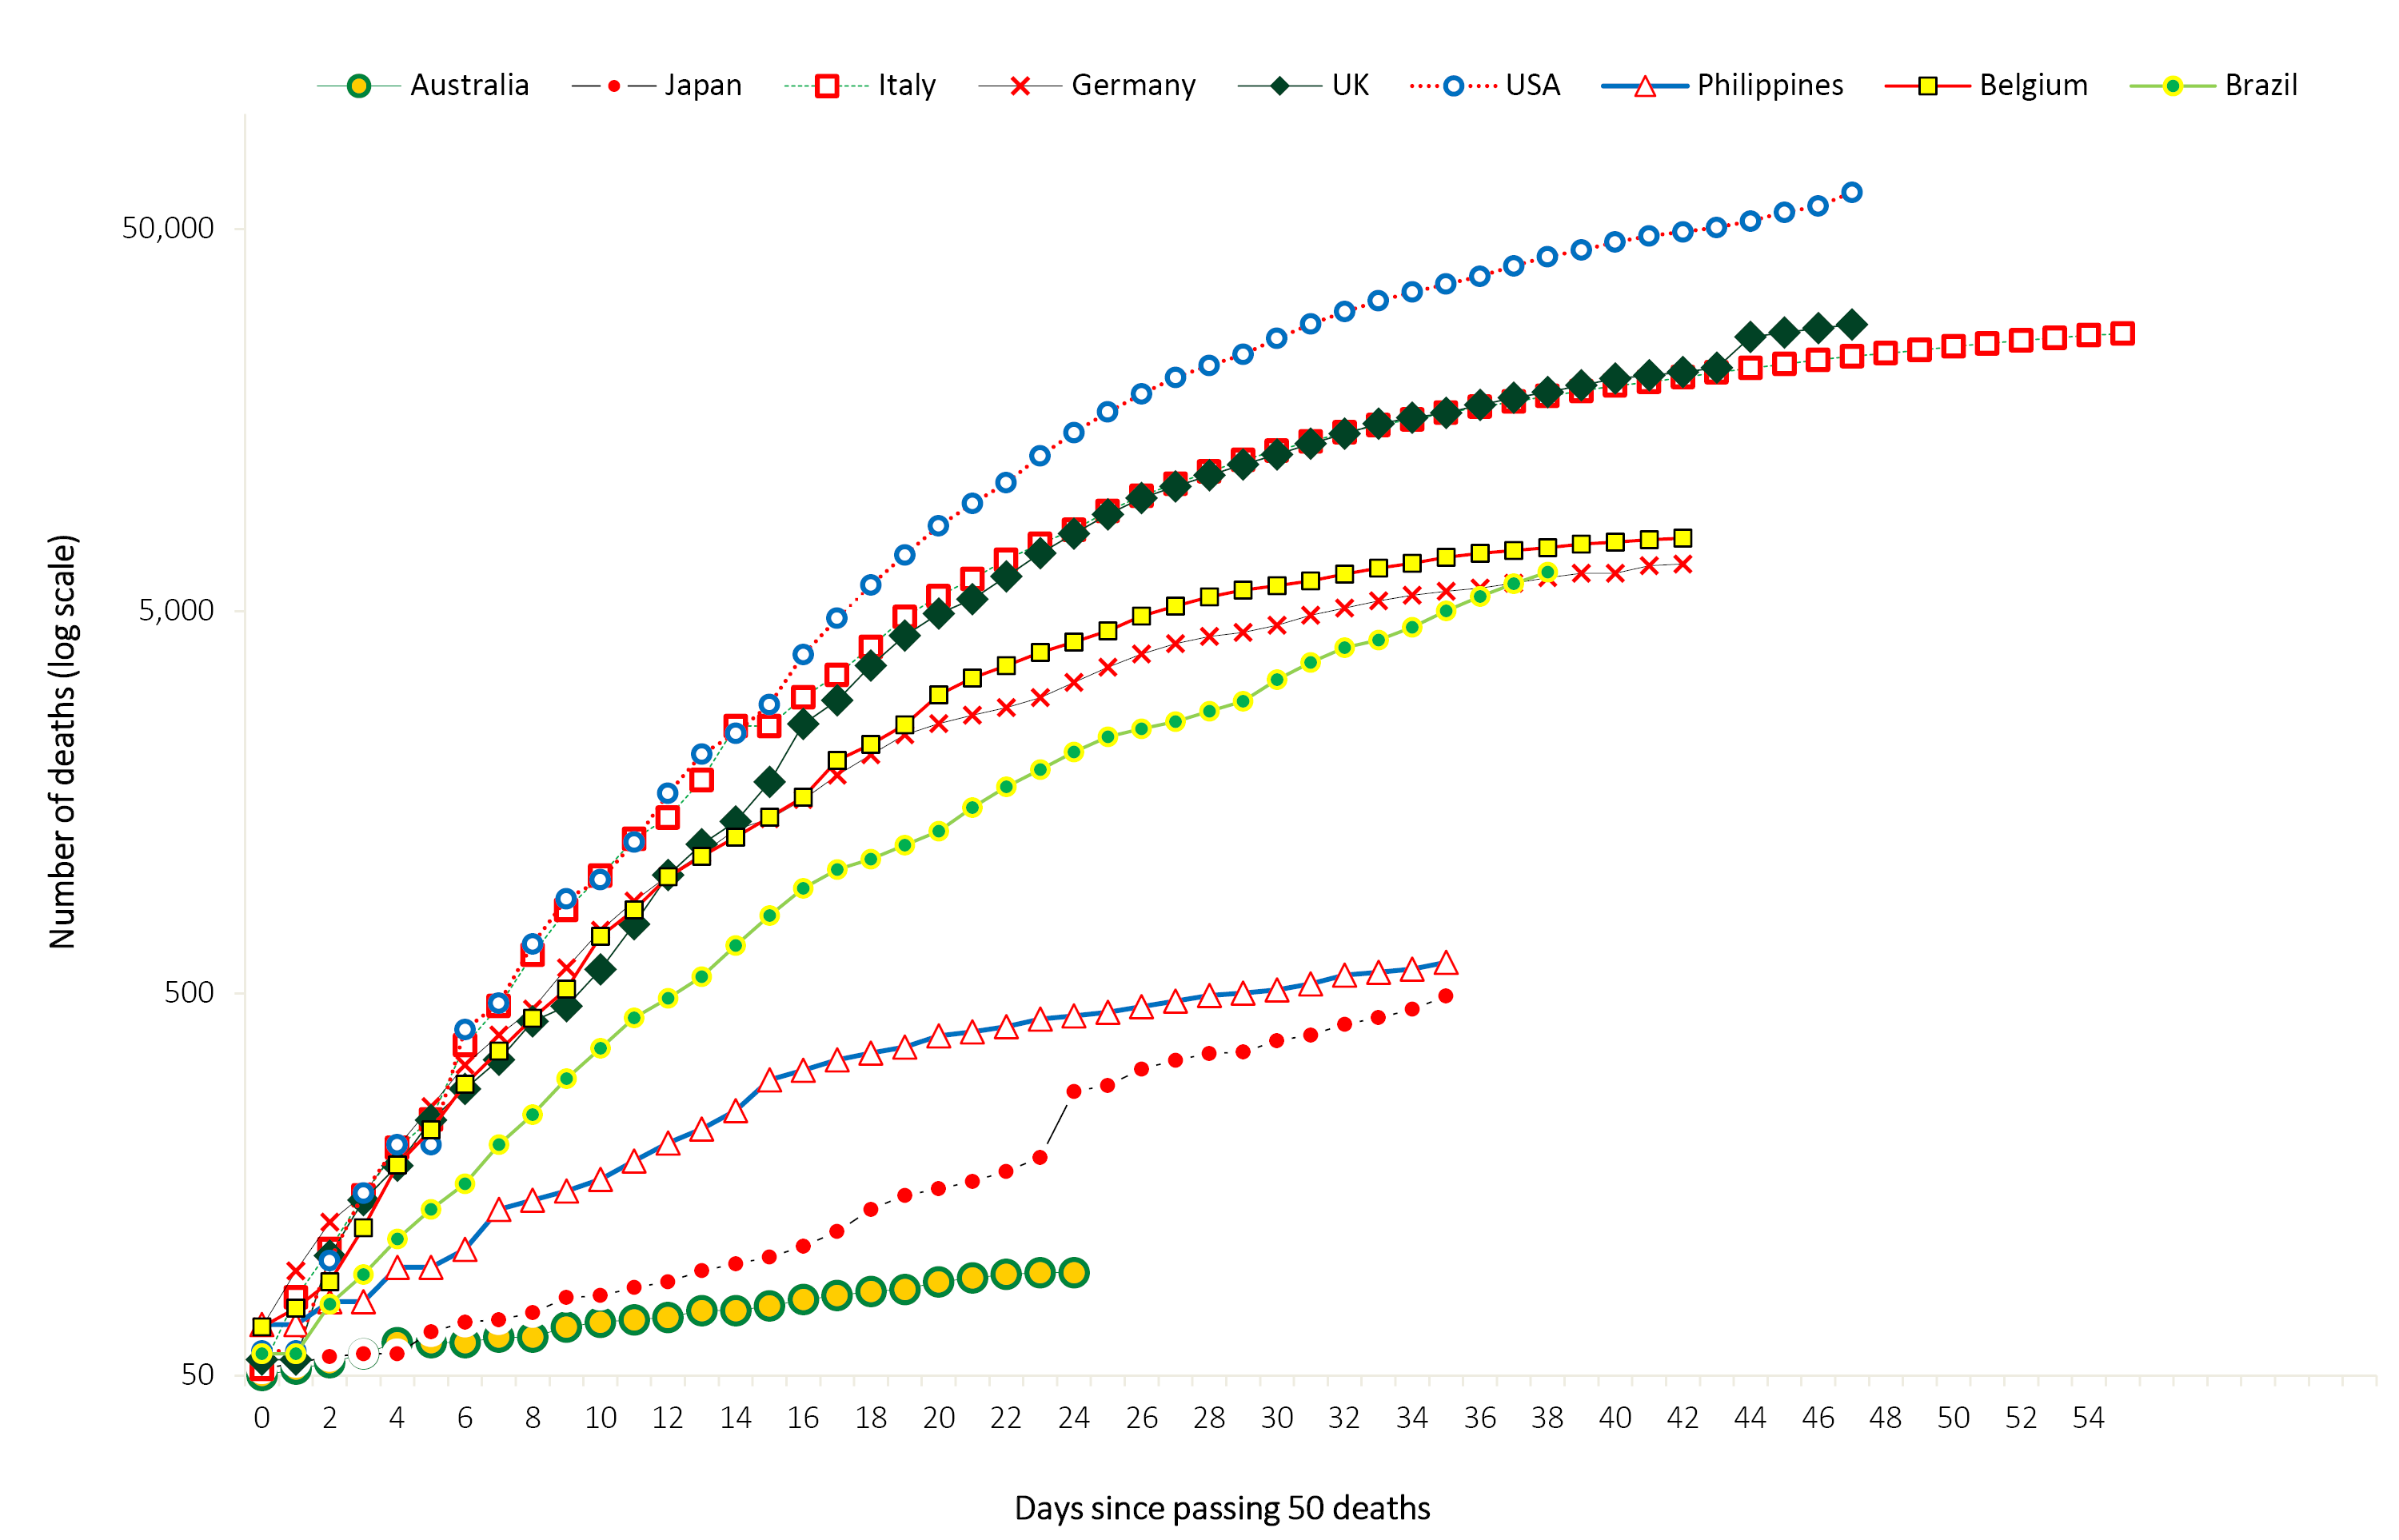 Australia Japan Italy Germany UK USA Philippines Belgium Brazil
50,000
5,000
500
50
Number of deaths (log scale)
0 2 4 6 8 10 12 14 16 18 20 22 24 26 28 30 32 34 36 38 40 42 44 46 48 50 52 54
Days since passing 50 deaths